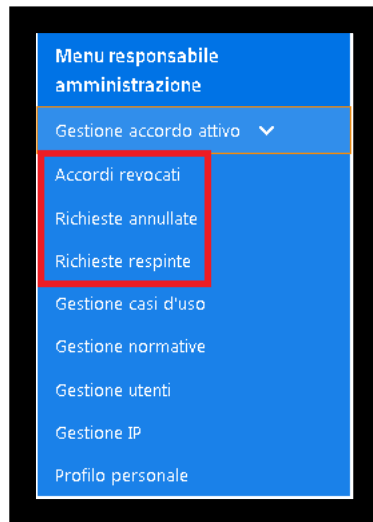 Menu responsabile
amministrazione
Gestione accordo attivo
Accordi revocati
Richieste annullate
Richieste respinte
Gestione casi d'uso
Gestione normative
Gestione utenti
Gestione IP
Profilo personale